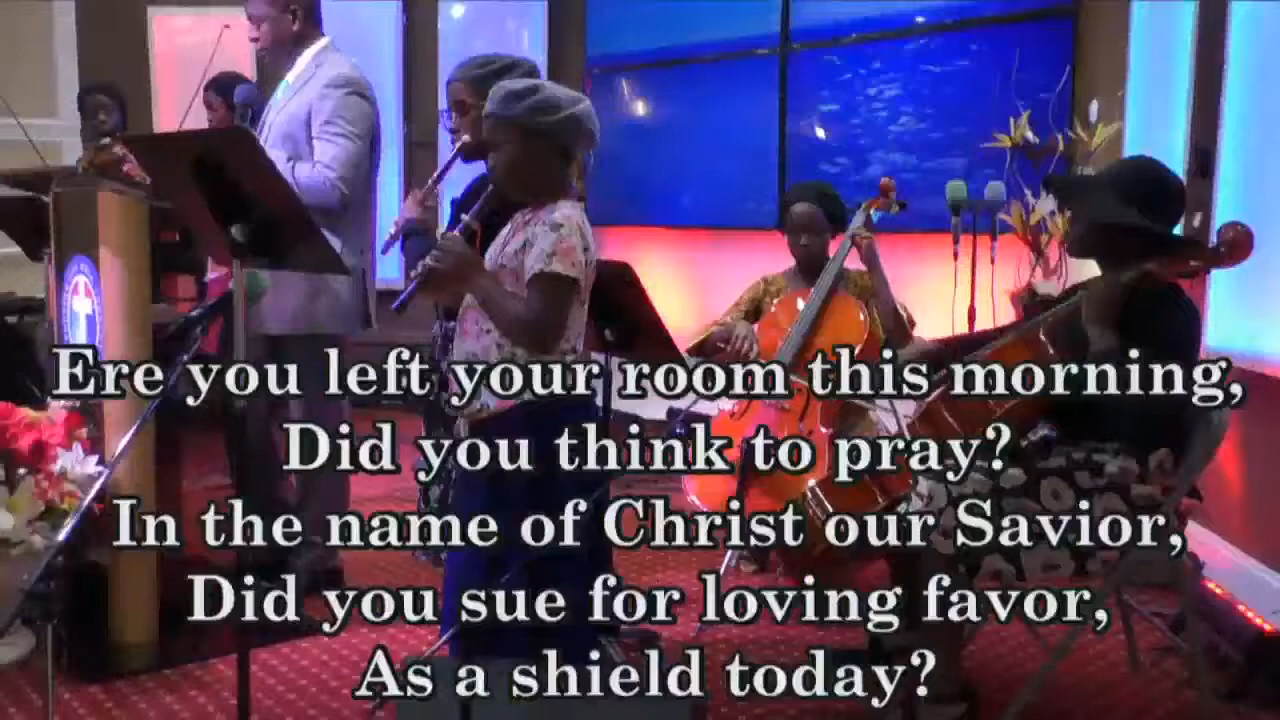 Ere you left your room this morning,
Did you think to pray?
In the name of Christ our Savior,
Did you sue for loving favor,
As a shield today?